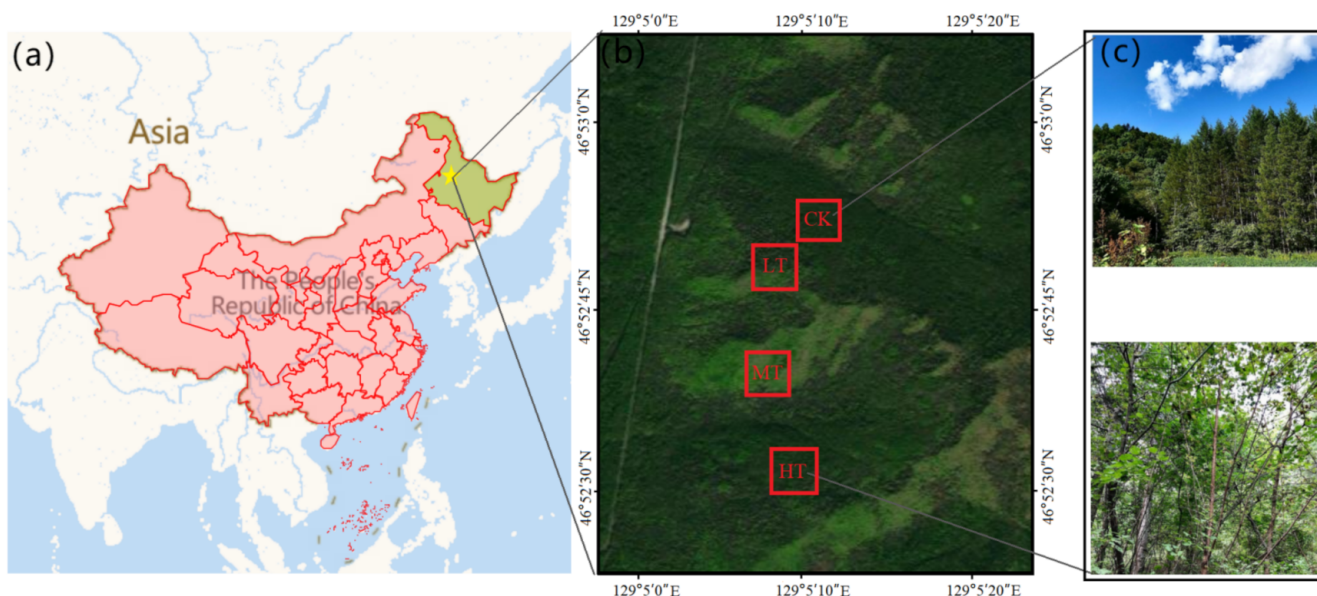 (a)
Asia
The People's
Republic of China
(b)
129°5′0″E
129°5′10″E
129°5′20″E
46°53′0″N
46°52′45″N
46°52′30″N
CK
LT
MT
HT
46°53′0″N
46°52′45″N
46°52′30″N
129°5′0″E
129°5′10″E
129°5′20″E
(c)